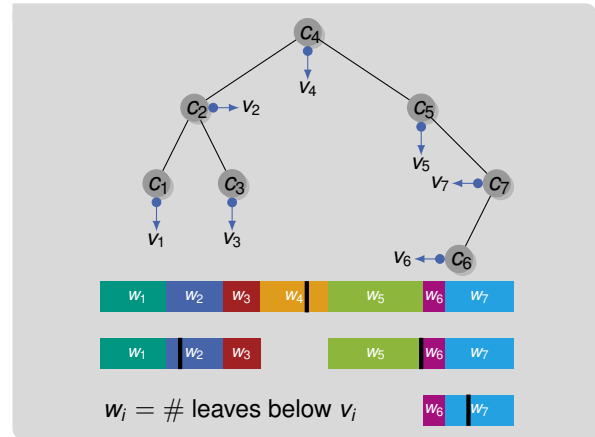 c4
v4
c2 v2 c5
v5
c1 c3 v7 c7
v1 v3
v6 c6
w1 w2 w3 w4 w5 w6 w7
w1 w2 w3 w5 w6 w7
wi = # leaves below vi w6 w7